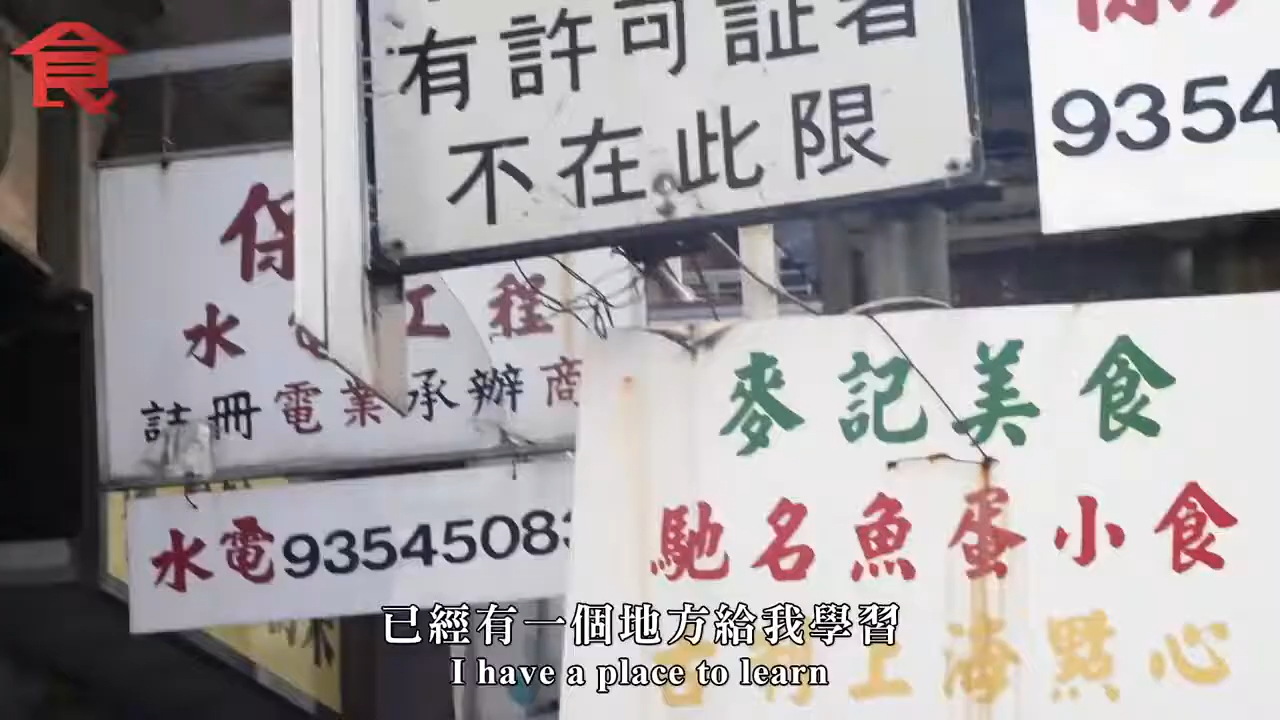 食
有許可証者
不在此限
9354
保
水電工程
註冊電業承辦商
水電93545083
麥記美食
馳名魚蛋小食
上海點心
已經有一個地方給我學習
I have a place to learn